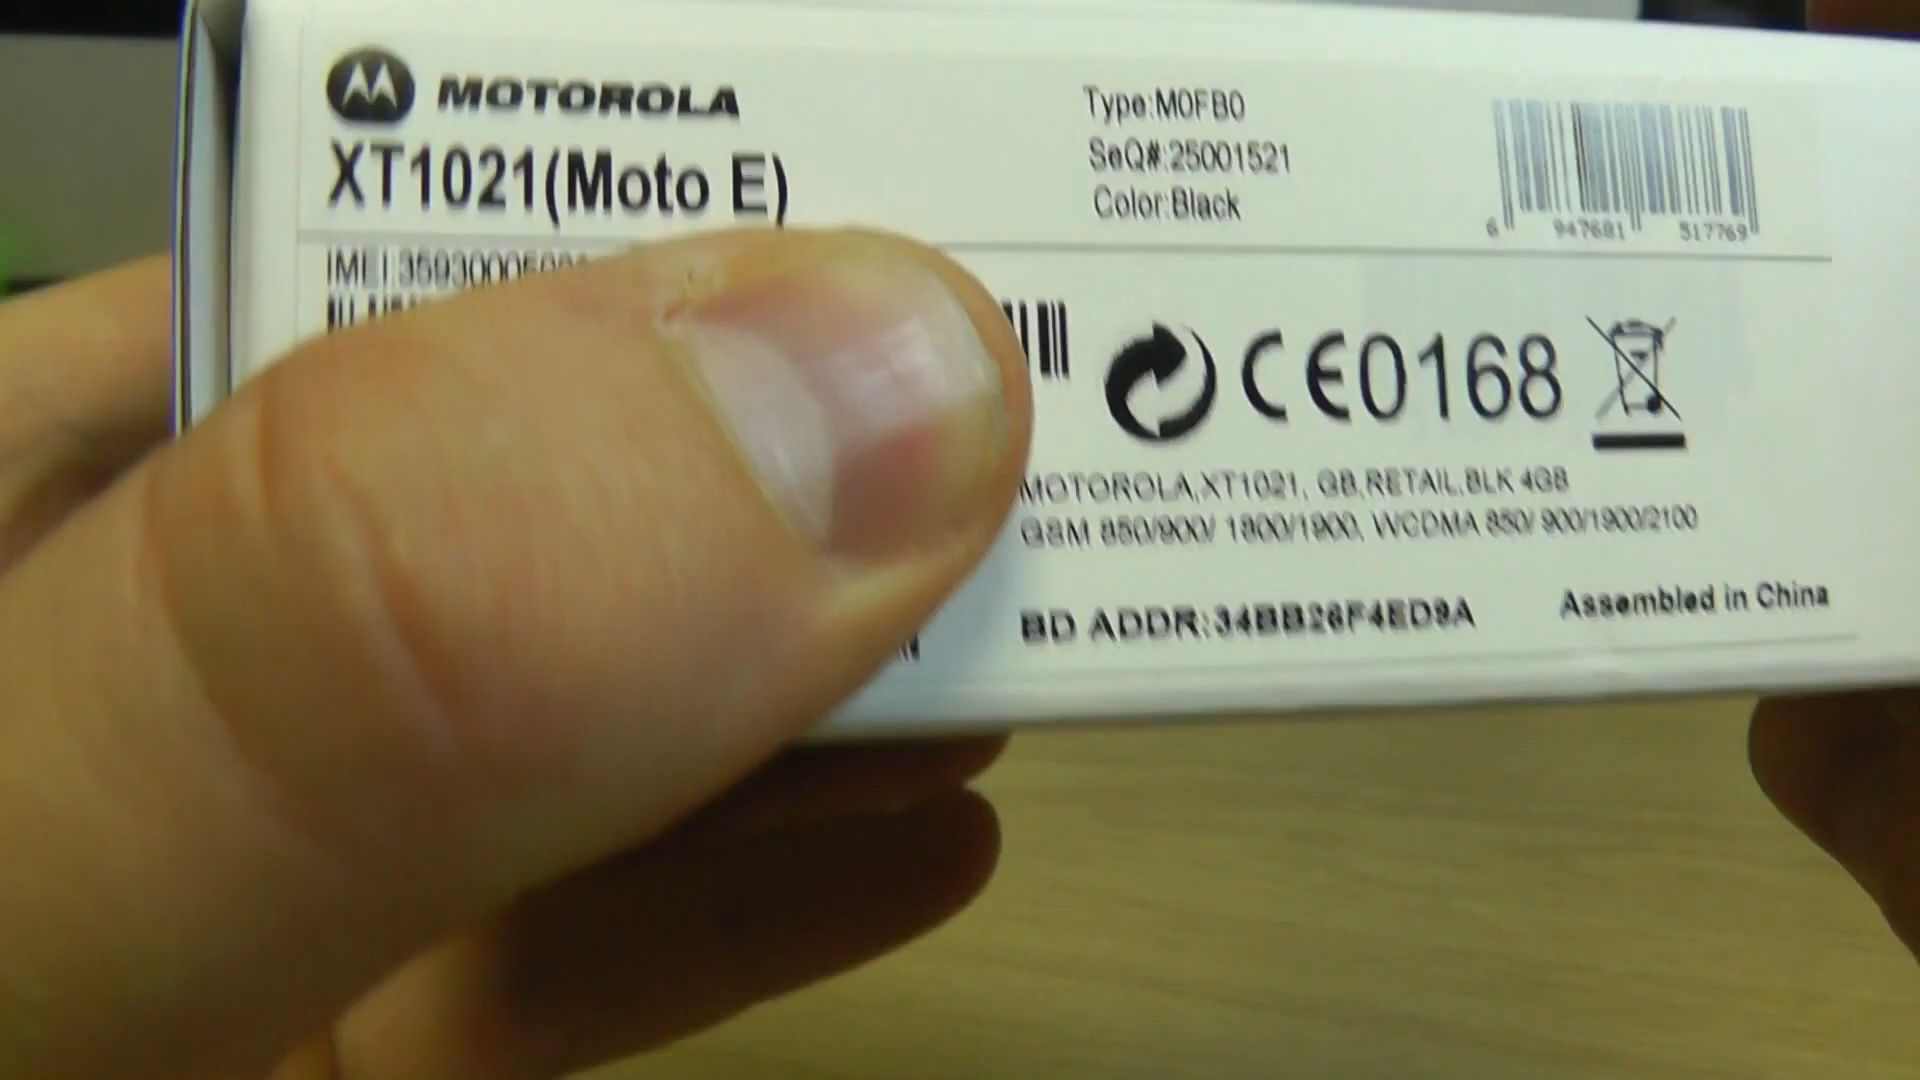 MOTOROLA
XT1021(Moto E)
Type:M0FB0
SeQ#:25001521
Color:Black
6 947681 517769
CE0168
MOTOROLA,XT1021, GB,RETAIL,BLK 4GB
GSM 850/900/ 1800/1900, WCDMA 850/ 900/1900/2100
BD ADDR:34BB26F4ED9A
Assembled in China